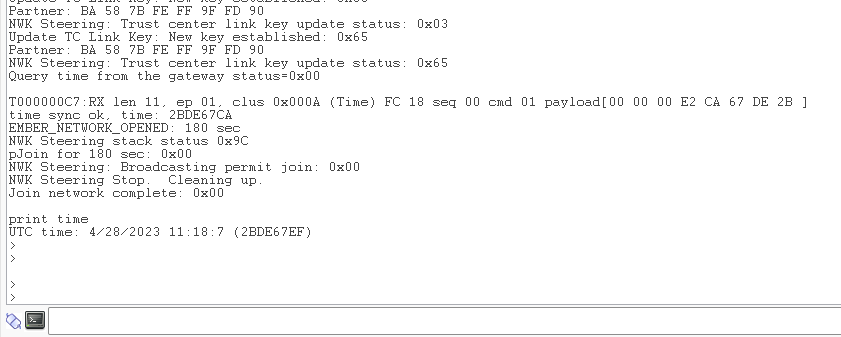 Partner: BA 58 7B FE FF 9F FD 90
NWK Steering: Trust center link key update status: 0x03
Update TC Link Key: New key established: 0x65
Partner: BA 58 7B FE FF 9F FD 90
NWK Steering: Trust center link key update status: 0x65
Query time from the gateway status=0x00
T000000C7:RX len 11, ep 01, clus 0x000A (Time) FC 18 seq 00 cmd 01 payload[00 00 00 E2 CA 67 DE 2B ]
time sync ok, time: 2BDE67CA
EMBER_NETWORK_OPENED: 180 sec
NWK Steering stack status 0x9C
pJoin for 180 sec: 0x00
NWK Steering: Broadcasting permit join: 0x00
NWK Steering Stop.  Cleaning up.
Join network complete: 0x00
print time
UTC time: 4/28/2023 11:18:7 (2BDE67EF)
>
>
>
>